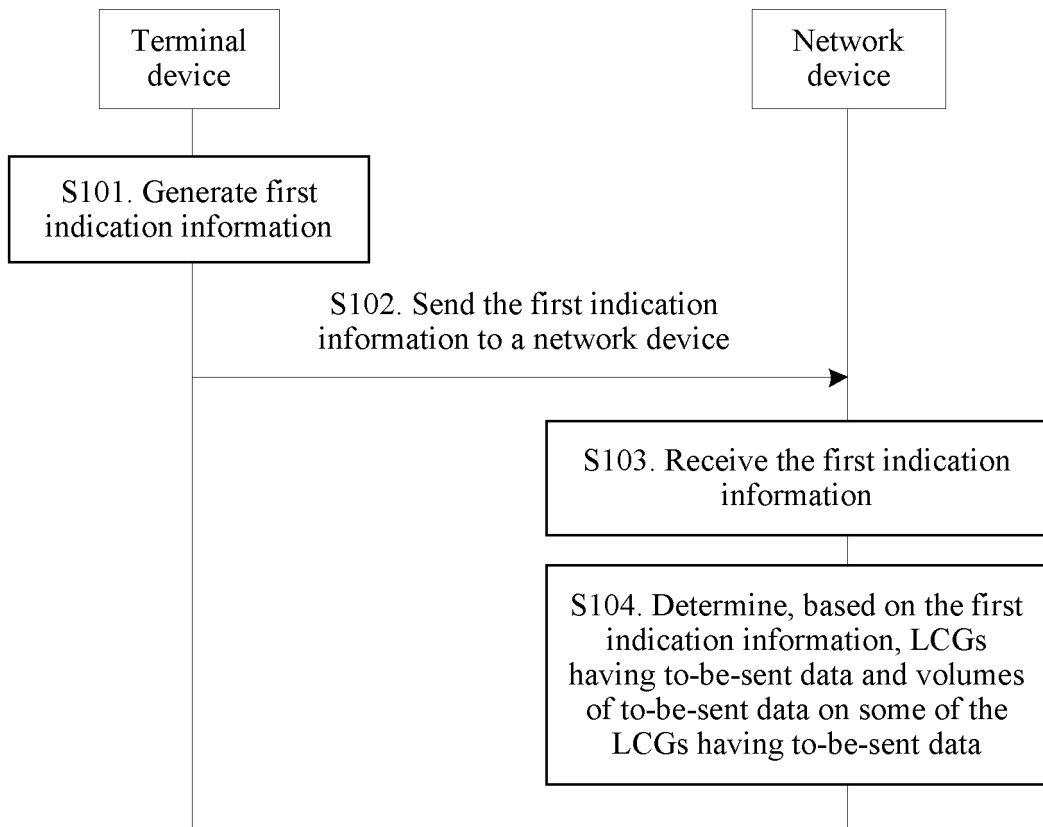 Terminal
device
Network
device
S101. Generate first
indication information
S102. Send the first indication
information to a network device
S103. Receive the first indication
information
S104. Determine, based on the first
indication information, LCGs
having to-be-sent data and volumes
of to-be-sent data on some of the
LCGs having to-be-sent data